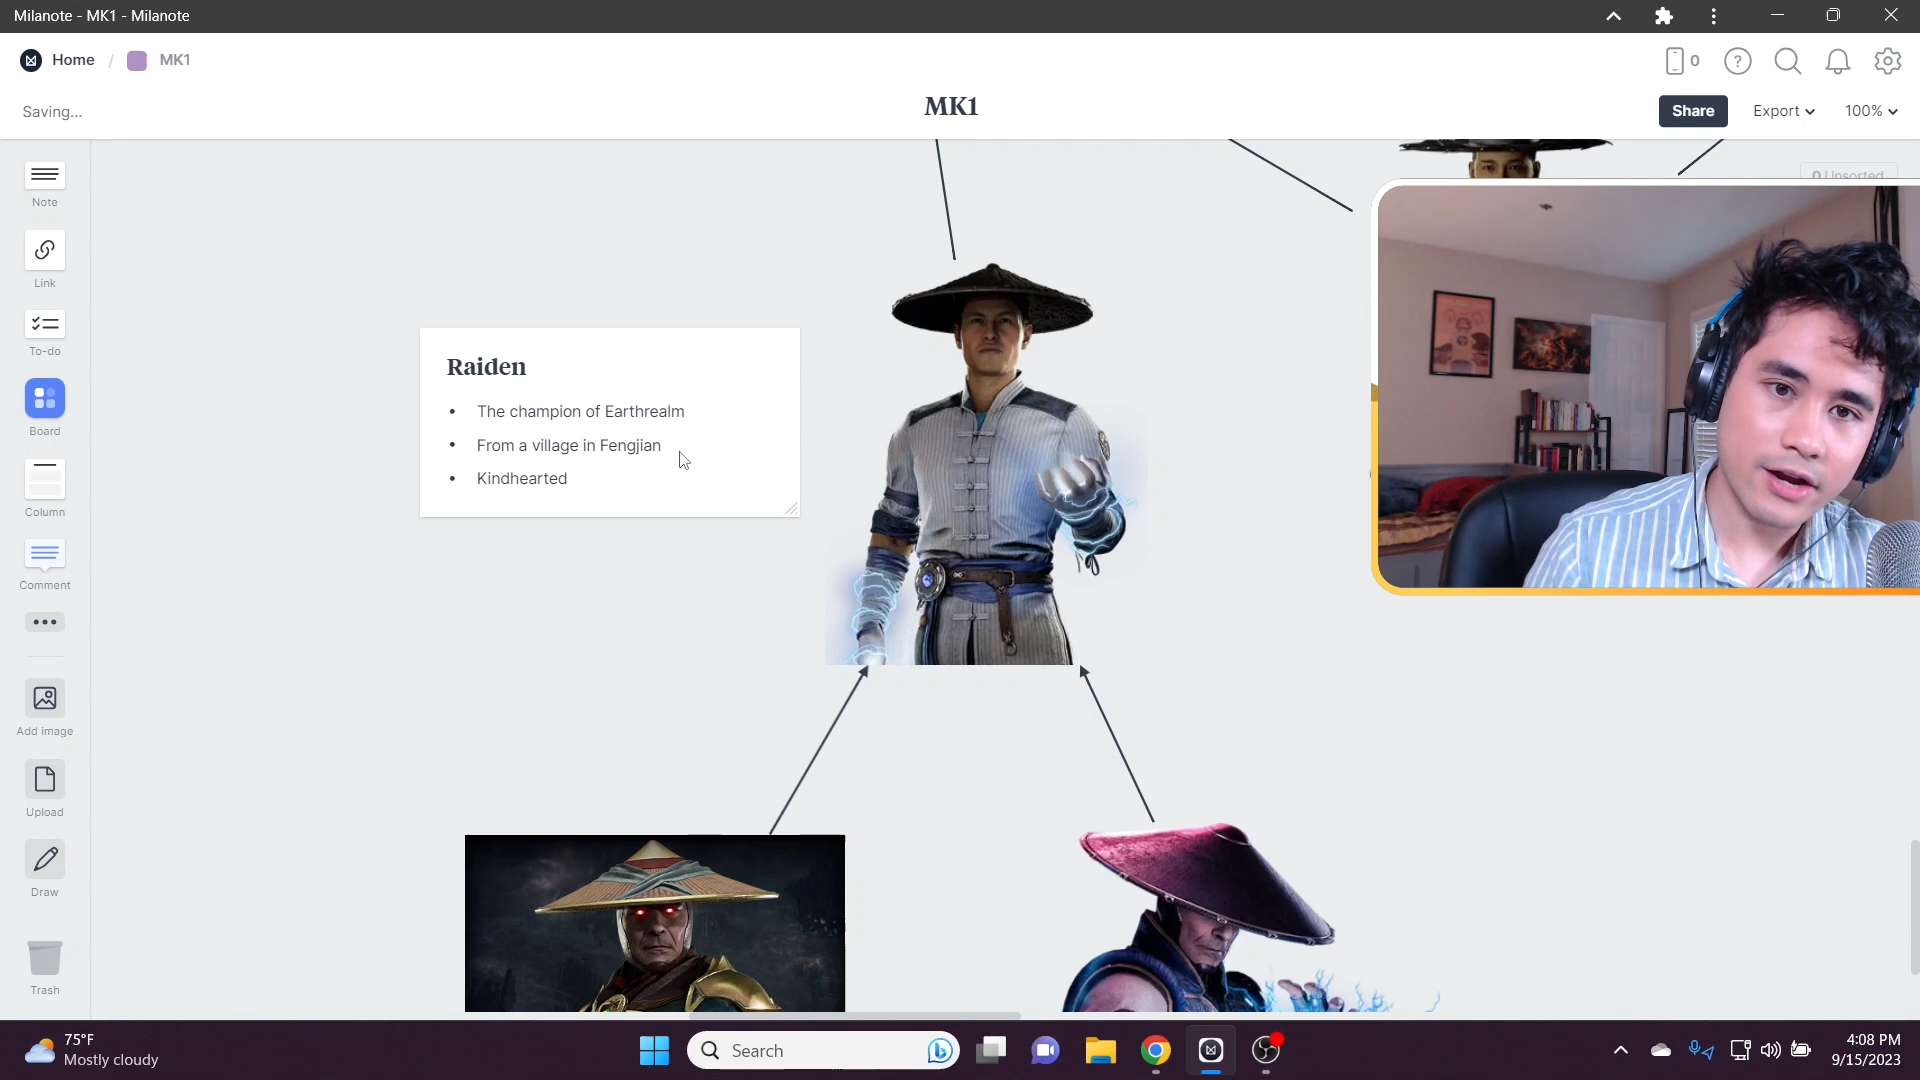 Milanote - MK1 - Milanote
Home / MK1
0
Saving...
MK1
Share
Export
100%
0 Unsorted
Note
Link
To-do
Board
Column
Comment
Add image
Upload
Draw
Trash
Raiden
• The champion of Earthrealm
• From a village in Fengjian
• Kindhearted
75°F
Mostly cloudy
Search
4:08 PM
9/15/2023